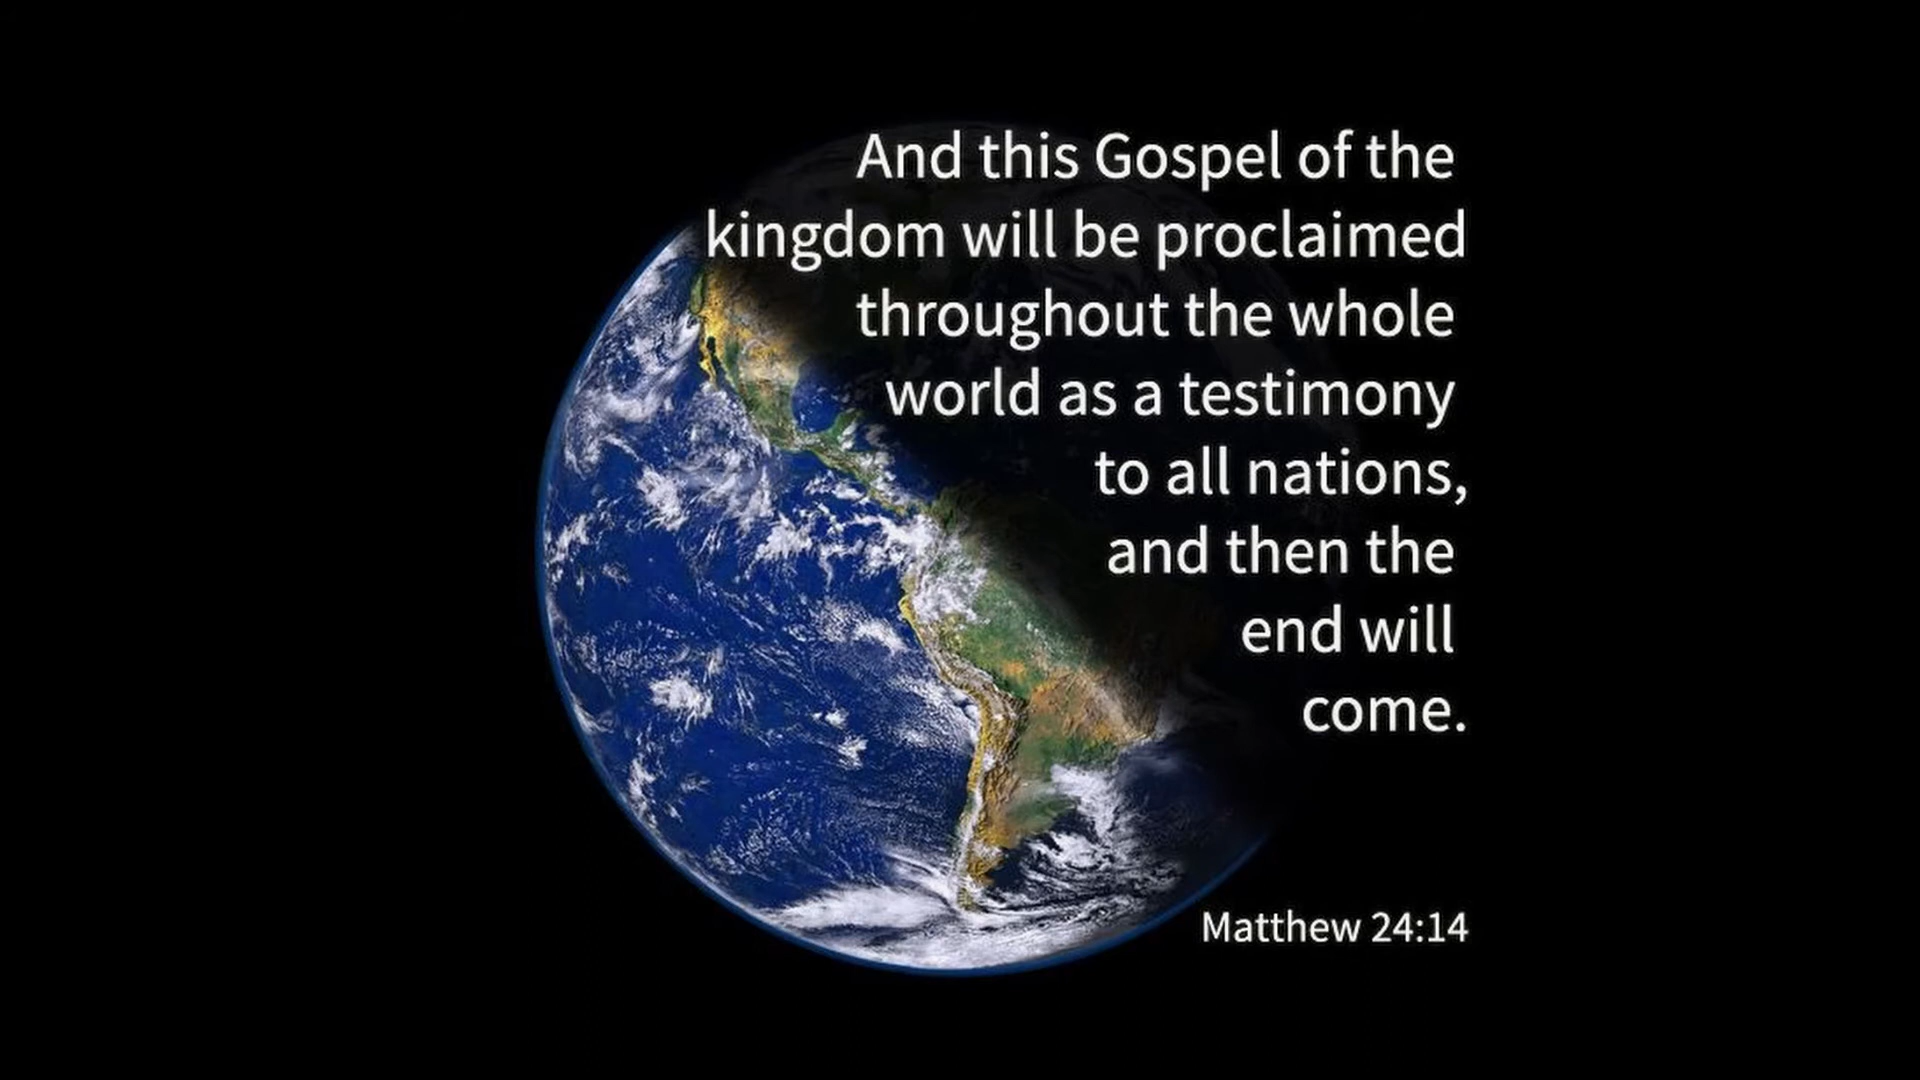 And this Gospel of the
kingdom will be proclaimed
throughout the whole
world as a testimony
to all nations,
and then the
end will
come.
Matthew 24:14